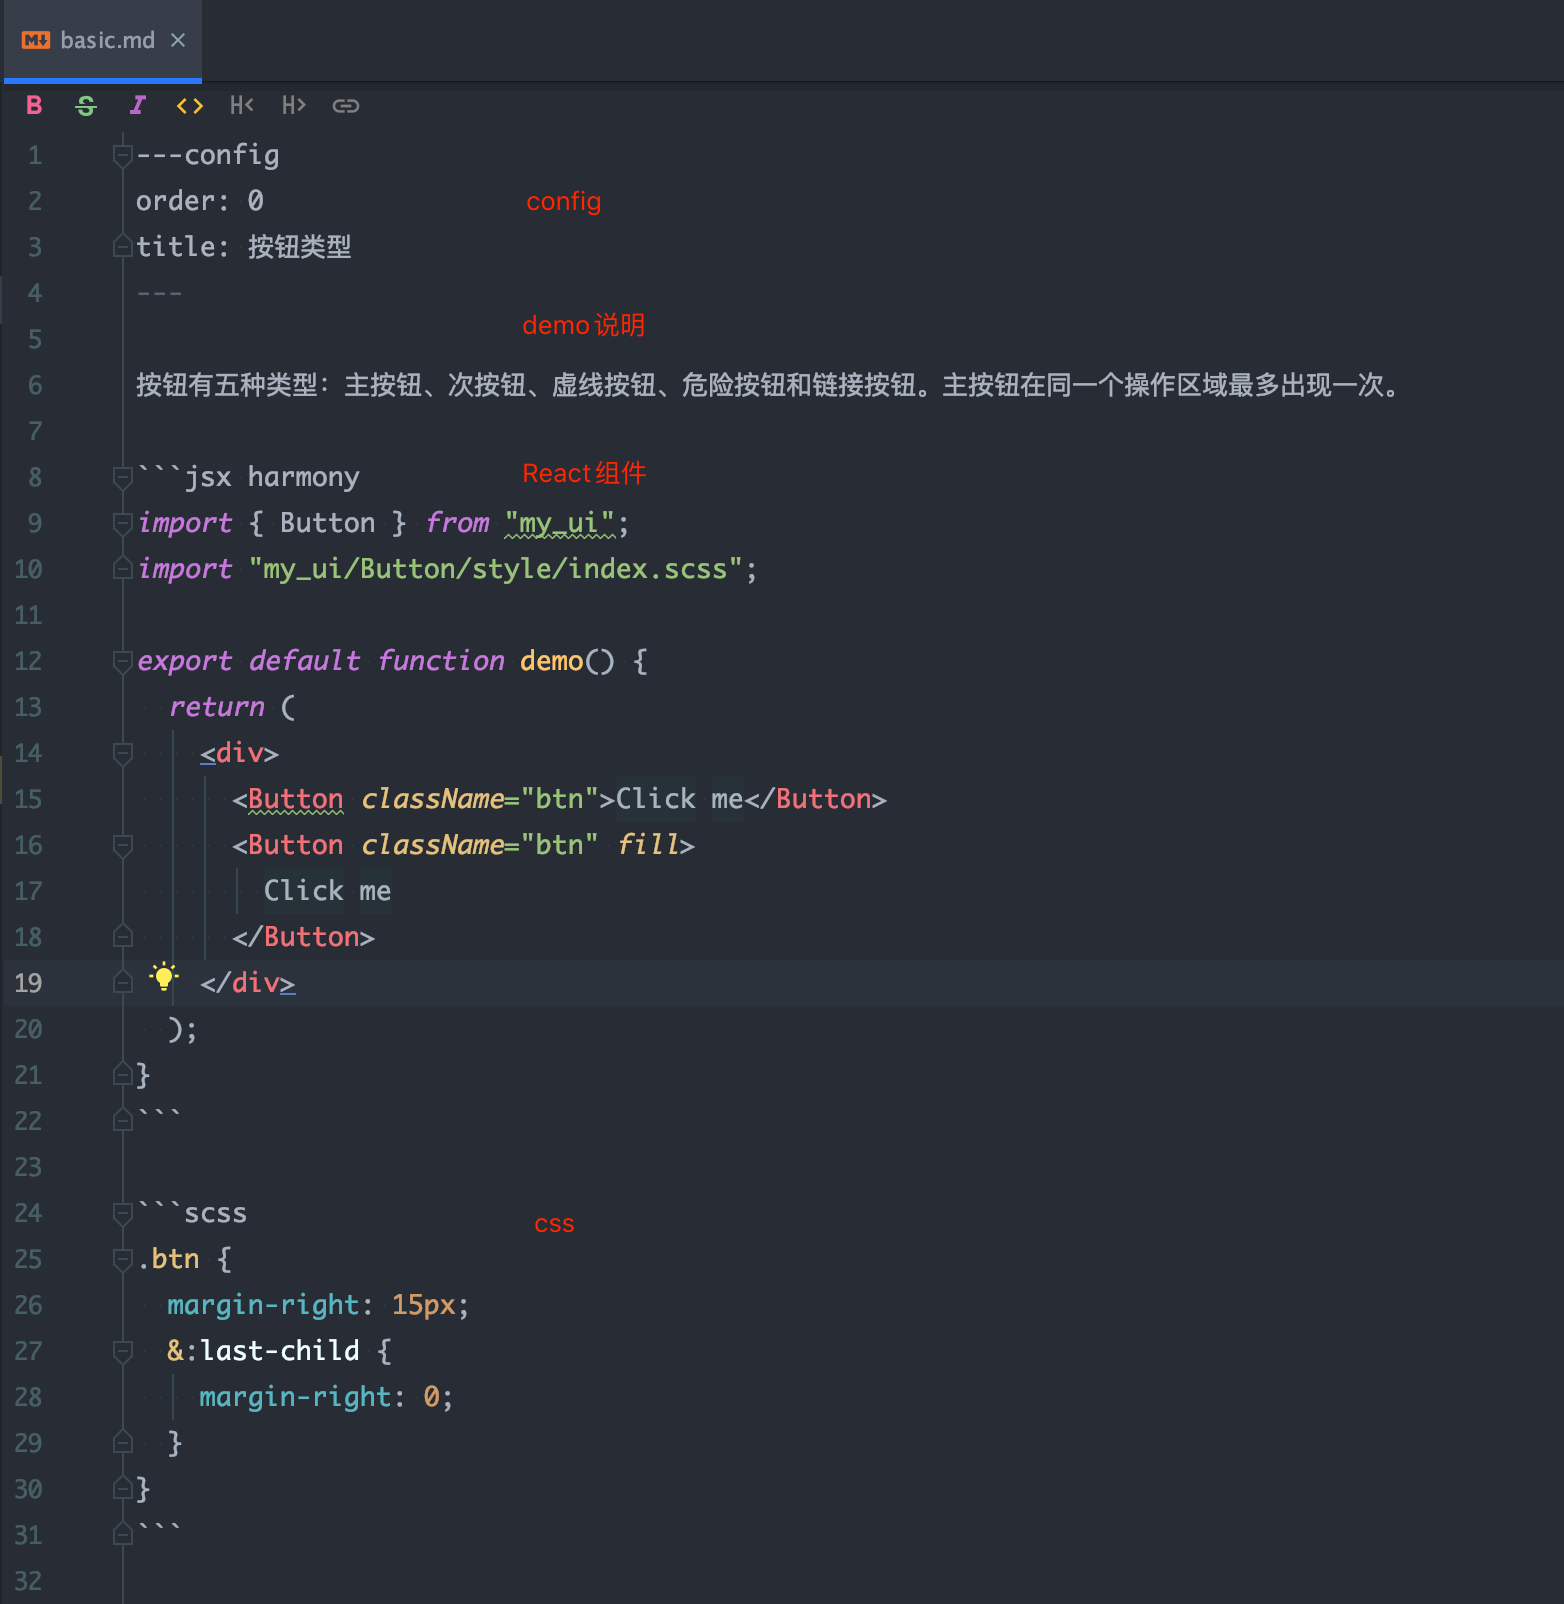 basic.md ×
B S I <> H< H>
1 ---config
2 order: 0 config
3 title: 按钮类型
4 ---
demo说明
5
6 按钮有五种类型：主按钮、次按钮、虚线按钮、危险按钮和链接按钮。主按钮在同一个操作区域最多出现一次。
7
8 ```jsx harmony React组件
9 import { Button } from "my_ui";
10 import "my_ui/Button/style/index.scss";
11
12 export default function demo() {
13   return (
14     <div>
15       <Button className="btn">Click me</Button>
16       <Button className="btn" fill>
17         Click me
18       </Button>
19     </div>
20   );
21 }
22 ```
23
24 ```scss css
25 .btn {
26   margin-right: 15px;
27   &:last-child {
28     margin-right: 0;
29   }
30 }
31 ```
32